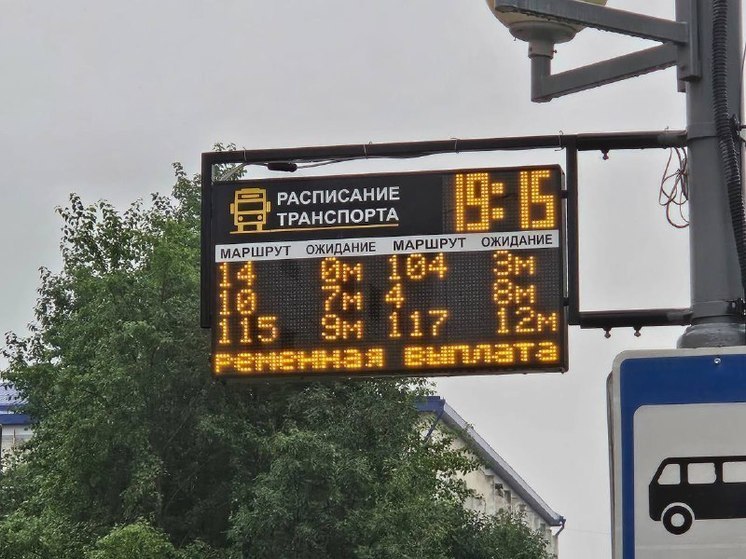 РАСПИСАНИЕ
ТРАНСПОРТА
19:15
МАРШРУТ ОЖИДАНИЕ МАРШРУТ ОЖИДАНИЕ
14 0м 104 3м
10 7м 4 8м
115 9м 117 12м
ременная выплата